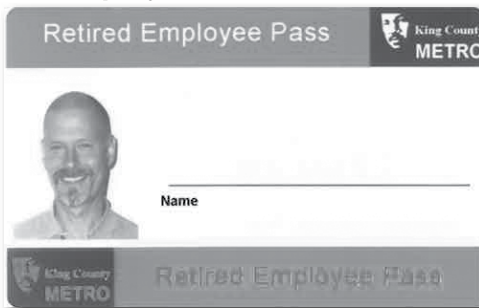 Retired Employee Pass
King County
METRO
Name
King County
METRO
Retired Employee Pass